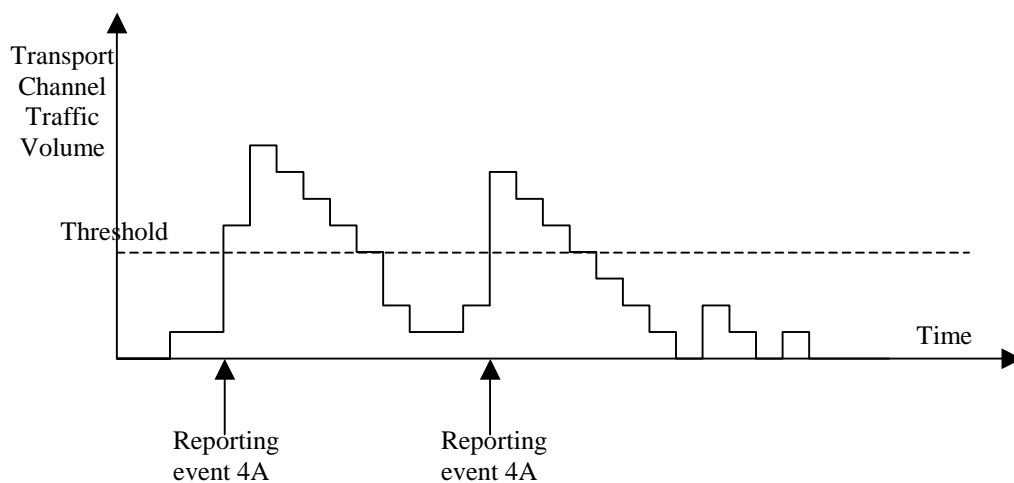 Transport
Channel
Traffic
Volume
Threshold
Time
Reporting
event 4A
Reporting
event 4A